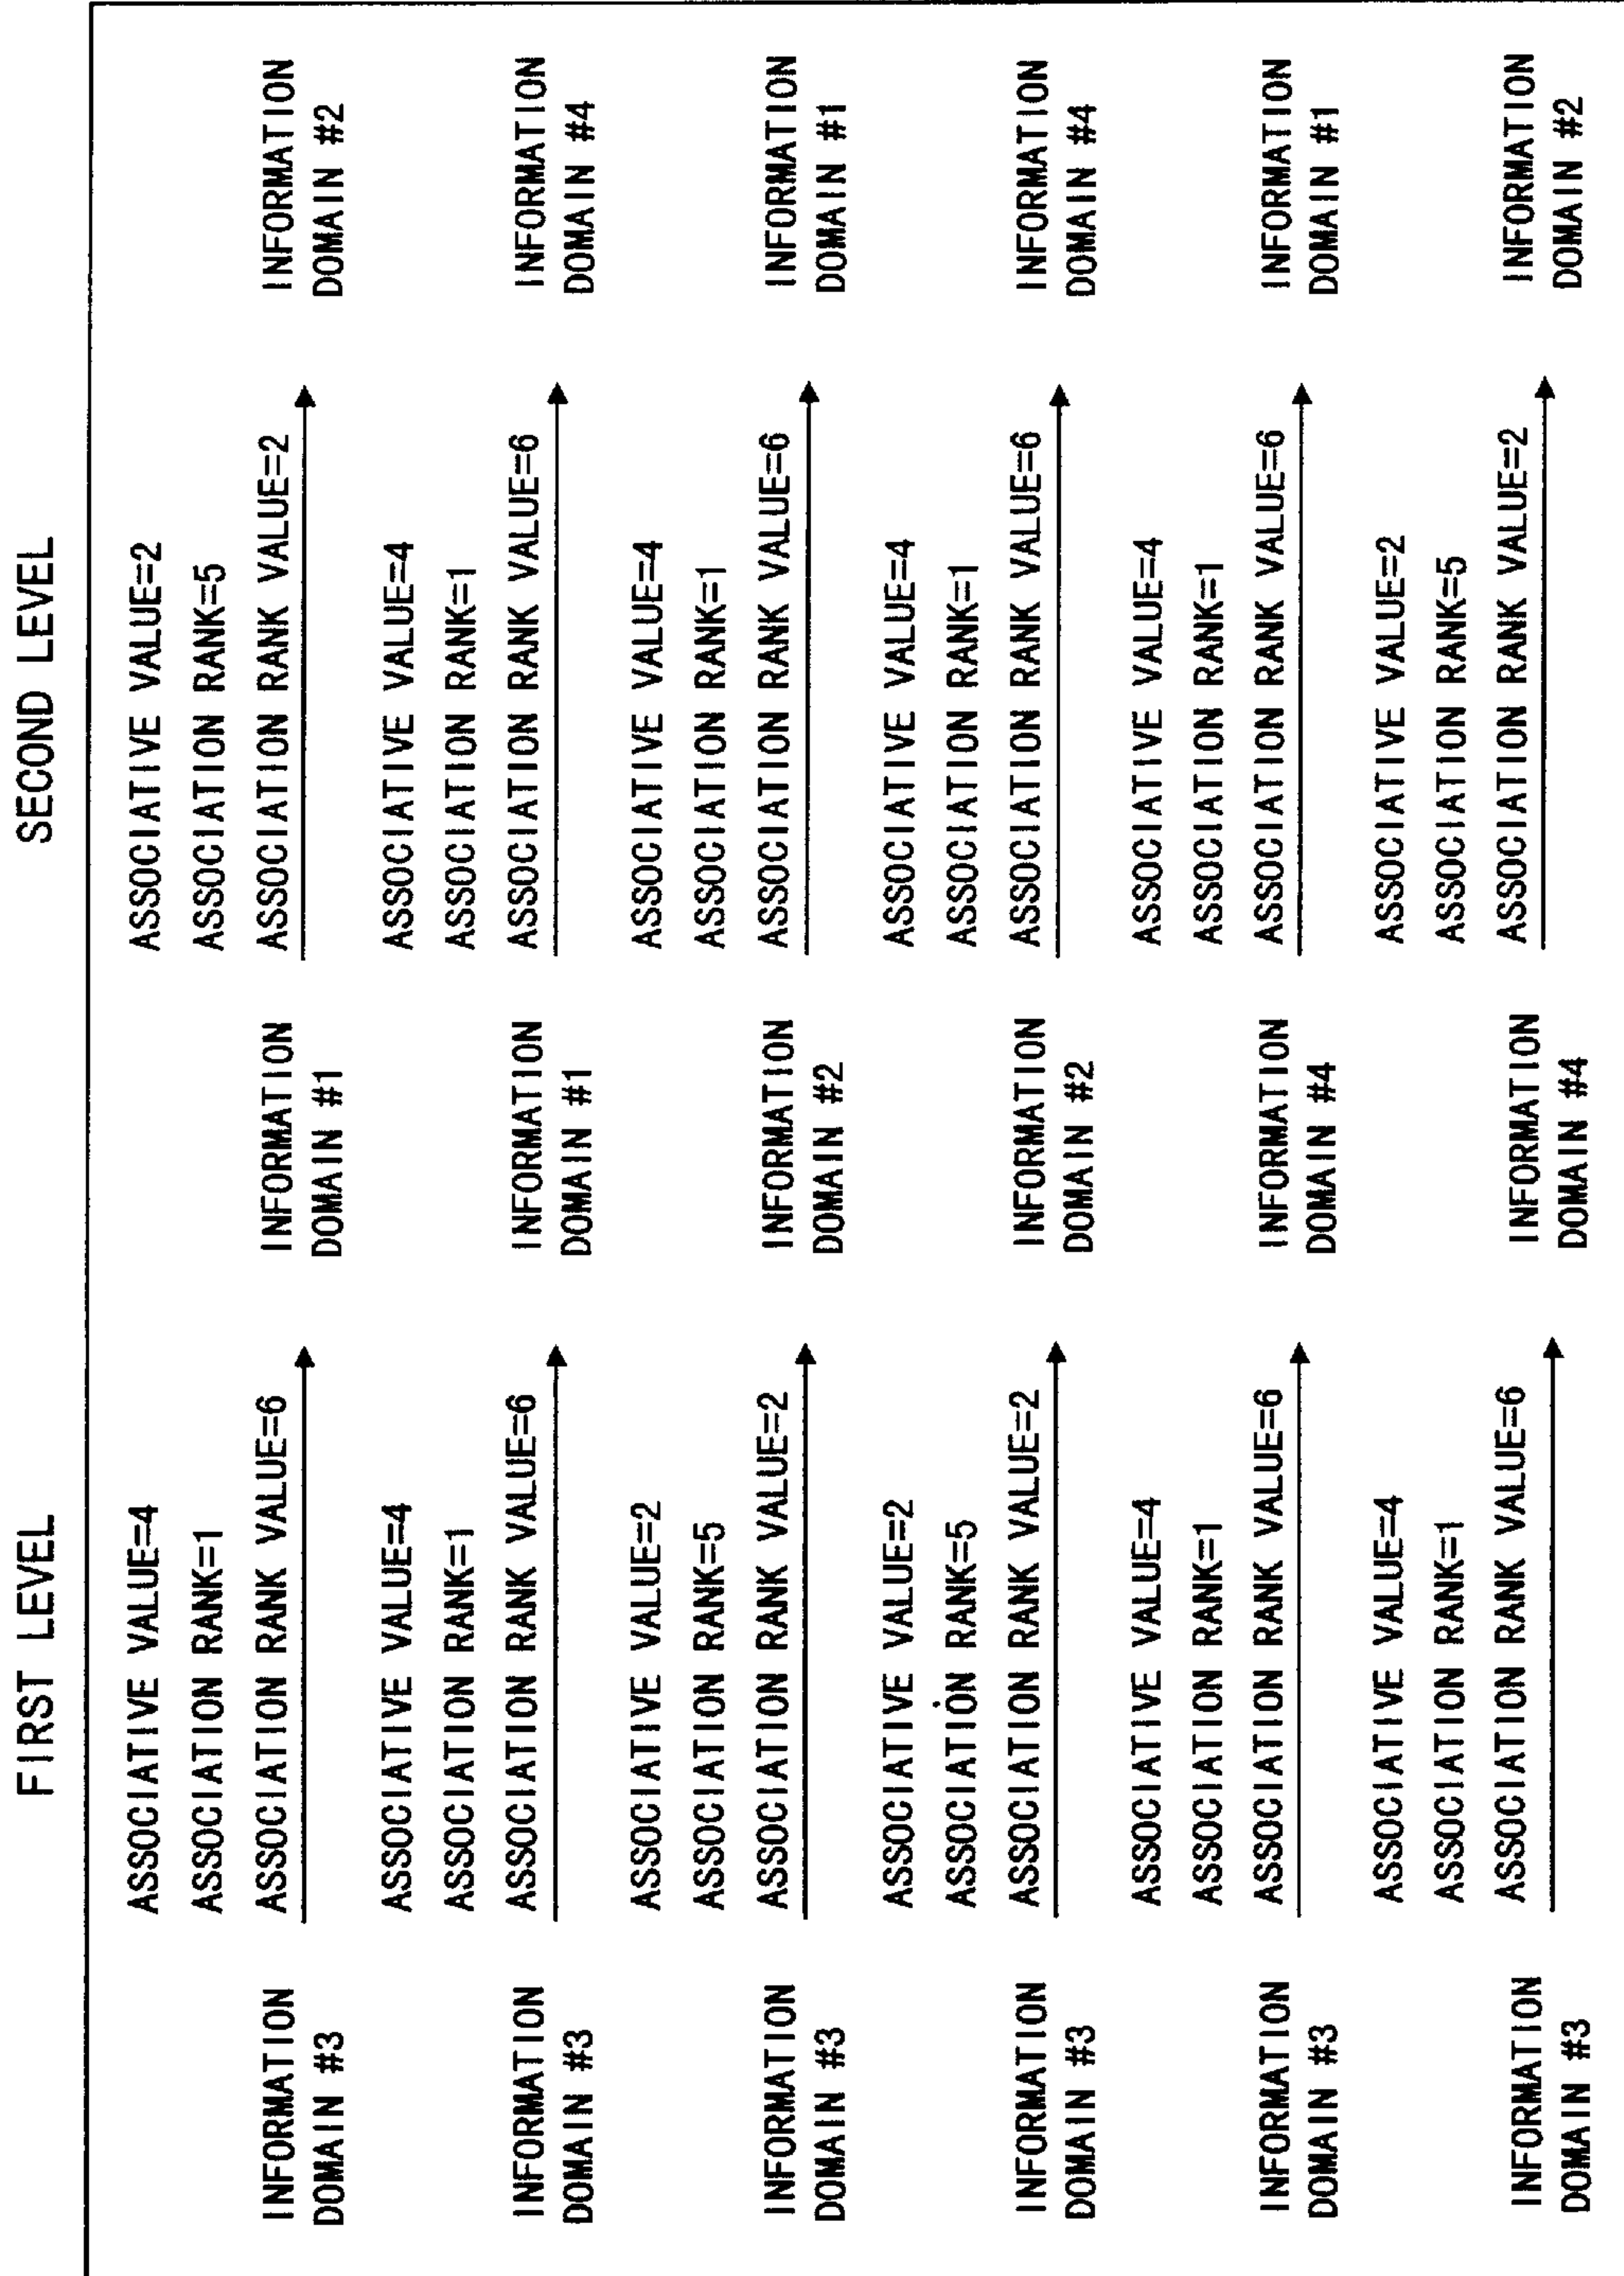 FIRST LEVEL
SECOND LEVEL
ASSOCIATIVE VALUE=4
ASSOCIATION RANK=1
ASSOCIATION RANK VALUE=6
INFORMATION
DOMAIN #3
INFORMATION
DOMAIN #1
ASSOCIATIVE VALUE=2
ASSOCIATION RANK=5
ASSOCIATION RANK VALUE=2
INFORMATION
DOMAIN #2
ASSOCIATIVE VALUE=4
ASSOCIATION RANK=1
ASSOCIATION RANK VALUE=6
INFORMATION
DOMAIN #3
INFORMATION
DOMAIN #1
ASSOCIATIVE VALUE=4
ASSOCIATION RANK=1
ASSOCIATION RANK VALUE=6
INFORMATION
DOMAIN #4
ASSOCIATIVE VALUE=2
ASSOCIATION RANK=5
ASSOCIATION RANK VALUE=2
INFORMATION
DOMAIN #3
INFORMATION
DOMAIN #2
ASSOCIATIVE VALUE=4
ASSOCIATION RANK=1
ASSOCIATION RANK VALUE=6
INFORMATION
DOMAIN #1
ASSOCIATIVE VALUE=2
ASSOCIATION RANK=5
ASSOCIATION RANK VALUE=2
INFORMATION
DOMAIN #3
INFORMATION
DOMAIN #2
ASSOCIATIVE VALUE=4
ASSOCIATION RANK=1
ASSOCIATION RANK VALUE=6
INFORMATION
DOMAIN #4
ASSOCIATIVE VALUE=4
ASSOCIATION RANK=1
ASSOCIATION RANK VALUE=6
INFORMATION
DOMAIN #3
INFORMATION
DOMAIN #4
ASSOCIATIVE VALUE=4
ASSOCIATION RANK=1
ASSOCIATION RANK VALUE=6
INFORMATION
DOMAIN #1
ASSOCIATIVE VALUE=4
ASSOCIATION RANK=1
ASSOCIATION RANK VALUE=6
INFORMATION
DOMAIN #3
INFORMATION
DOMAIN #4
ASSOCIATIVE VALUE=2
ASSOCIATION RANK=5
ASSOCIATION RANK VALUE=2
INFORMATION
DOMAIN #2